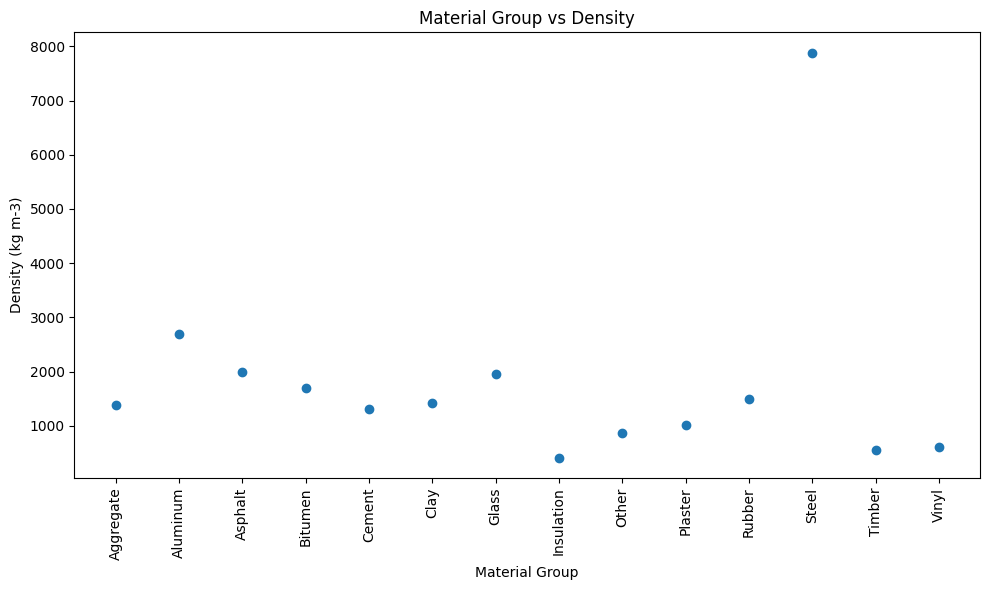 Material Group vs Density
Density (kg m-3)
8000
7000
6000
5000
4000
3000
2000
1000
Aggregate
Aluminum
Asphalt
Bitumen
Cement
Clay
Glass
Insulation
Other
Plaster
Rubber
Steel
Timber
Vinyl
Material Group